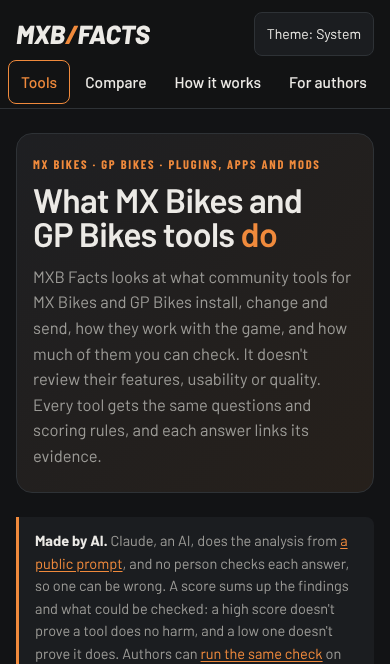 MXB/FACTS
Theme: System
Tools Compare How it works For authors
MX BIKES · GP BIKES · PLUGINS, APPS AND MODS
What MX Bikes and
GP Bikes tools do
MXB Facts looks at what community tools for
MX Bikes and GP Bikes install, change and
send, how they work with the game, and how
much of them you can check. It doesn't
review their features, usability or quality.
Every tool gets the same questions and
scoring rules, and each answer links its
evidence.
Made by AI. Claude, an AI, does the analysis from a
public prompt, and no person checks each answer,
so one can be wrong. A score sums up the findings
and what could be checked: a high score doesn't
prove a tool does no harm, and a low one doesn't
prove it does. Authors can run the same check on